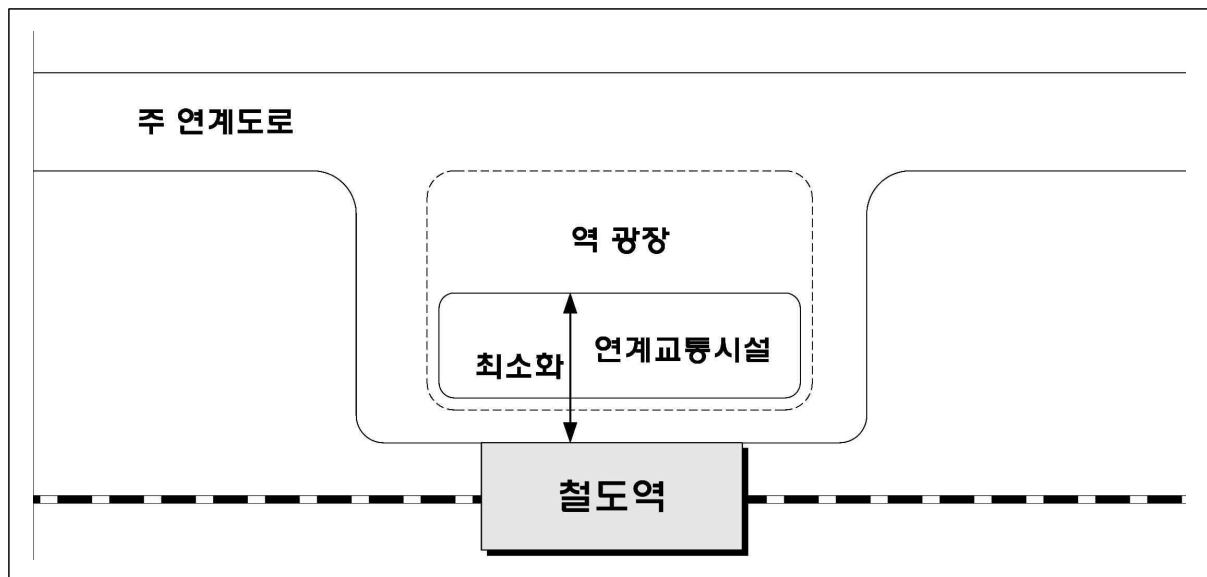 주 연계도로
역 광장
연계교통시설
최소화
철도역